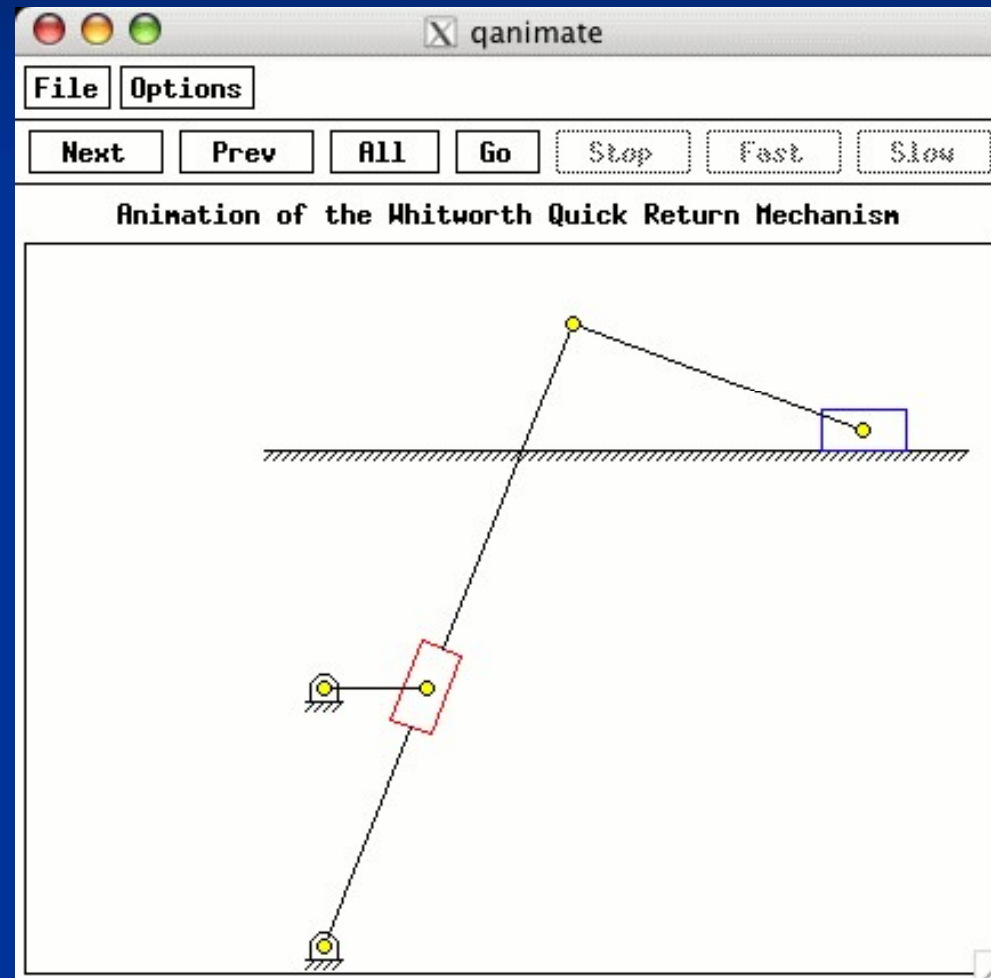 X qanimate
File Options
Next Prev All Go Stop Fast Slow
Animation of the Whitworth Quick Return Mechanism